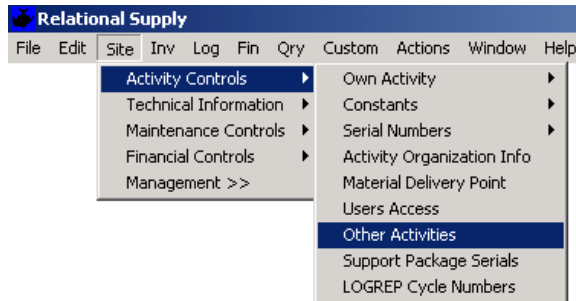 Relational Supply
File Edit Site Inv Log Fin Qry Custom Actions Window Help
Activity Controls
Technical Information
Maintenance Controls
Financial Controls
Management >>
Own Activity
Constants
Serial Numbers
Activity Organization Info
Material Delivery Point
Users Access
Other Activities
Support Package Serials
LOGREP Cycle Numbers